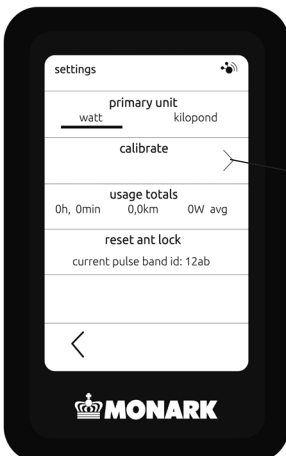 settings
primary unit
watt kilopond
calibrate
usage totals
0h, 0min 0,0km 0W avg
reset ant lock
current pulse band id: 12ab
MONARK